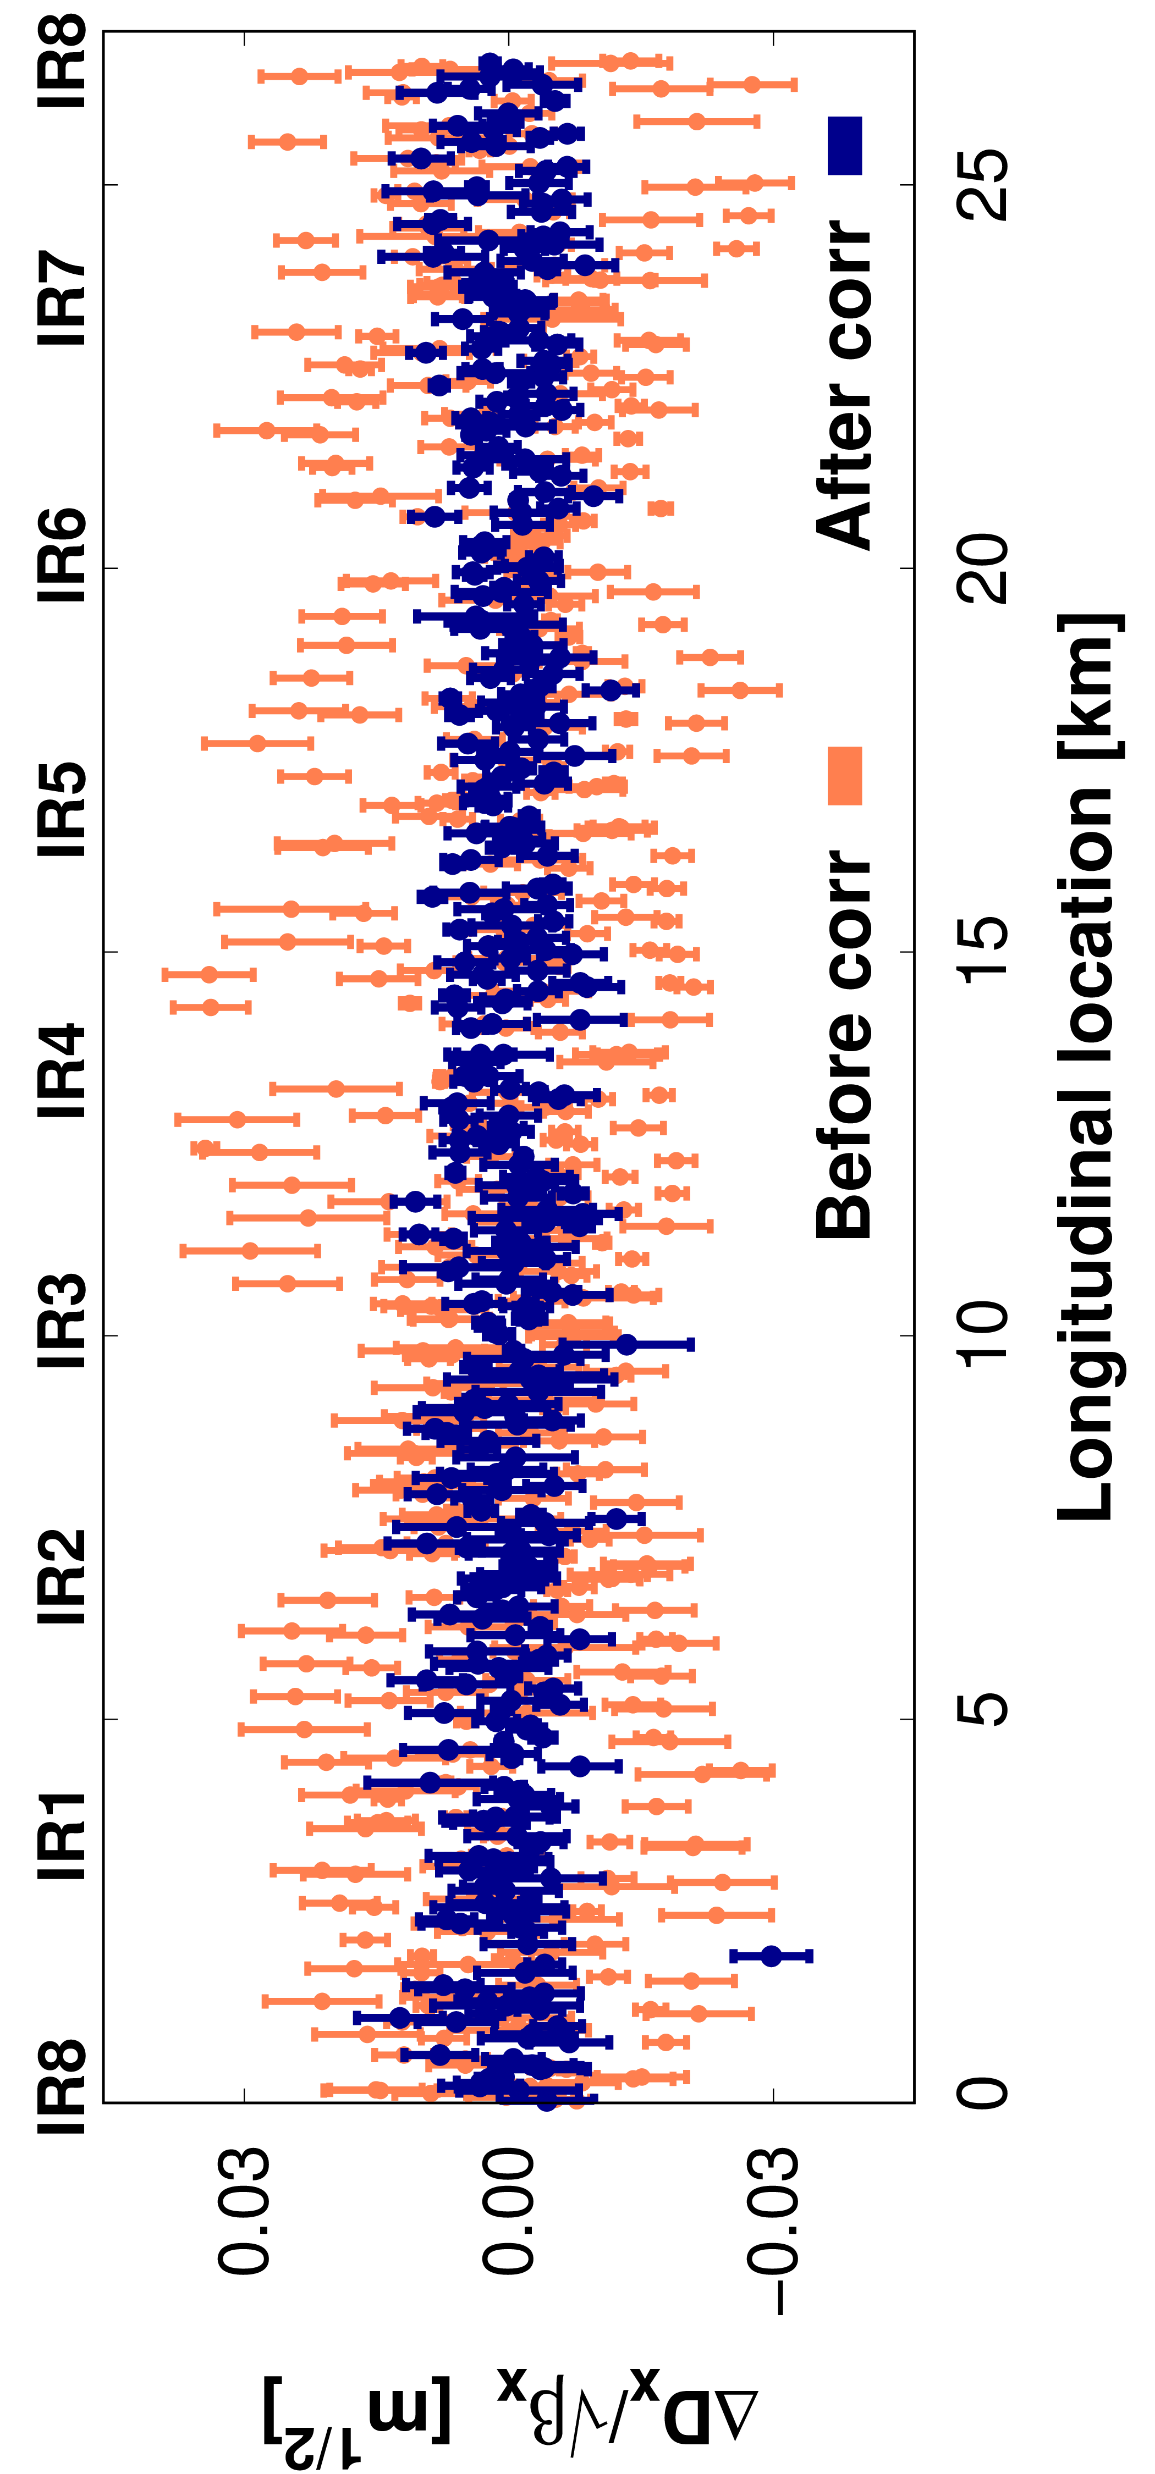 IR8 IR1 IR2 IR3 IR4 IR5 IR6 IR7 IR8
0.03
0.00
−0.03
ΔDₓ/√βₓ [m^1/2]
Before corr After corr
0 5 10 15 20 25
Longitudinal location [km]